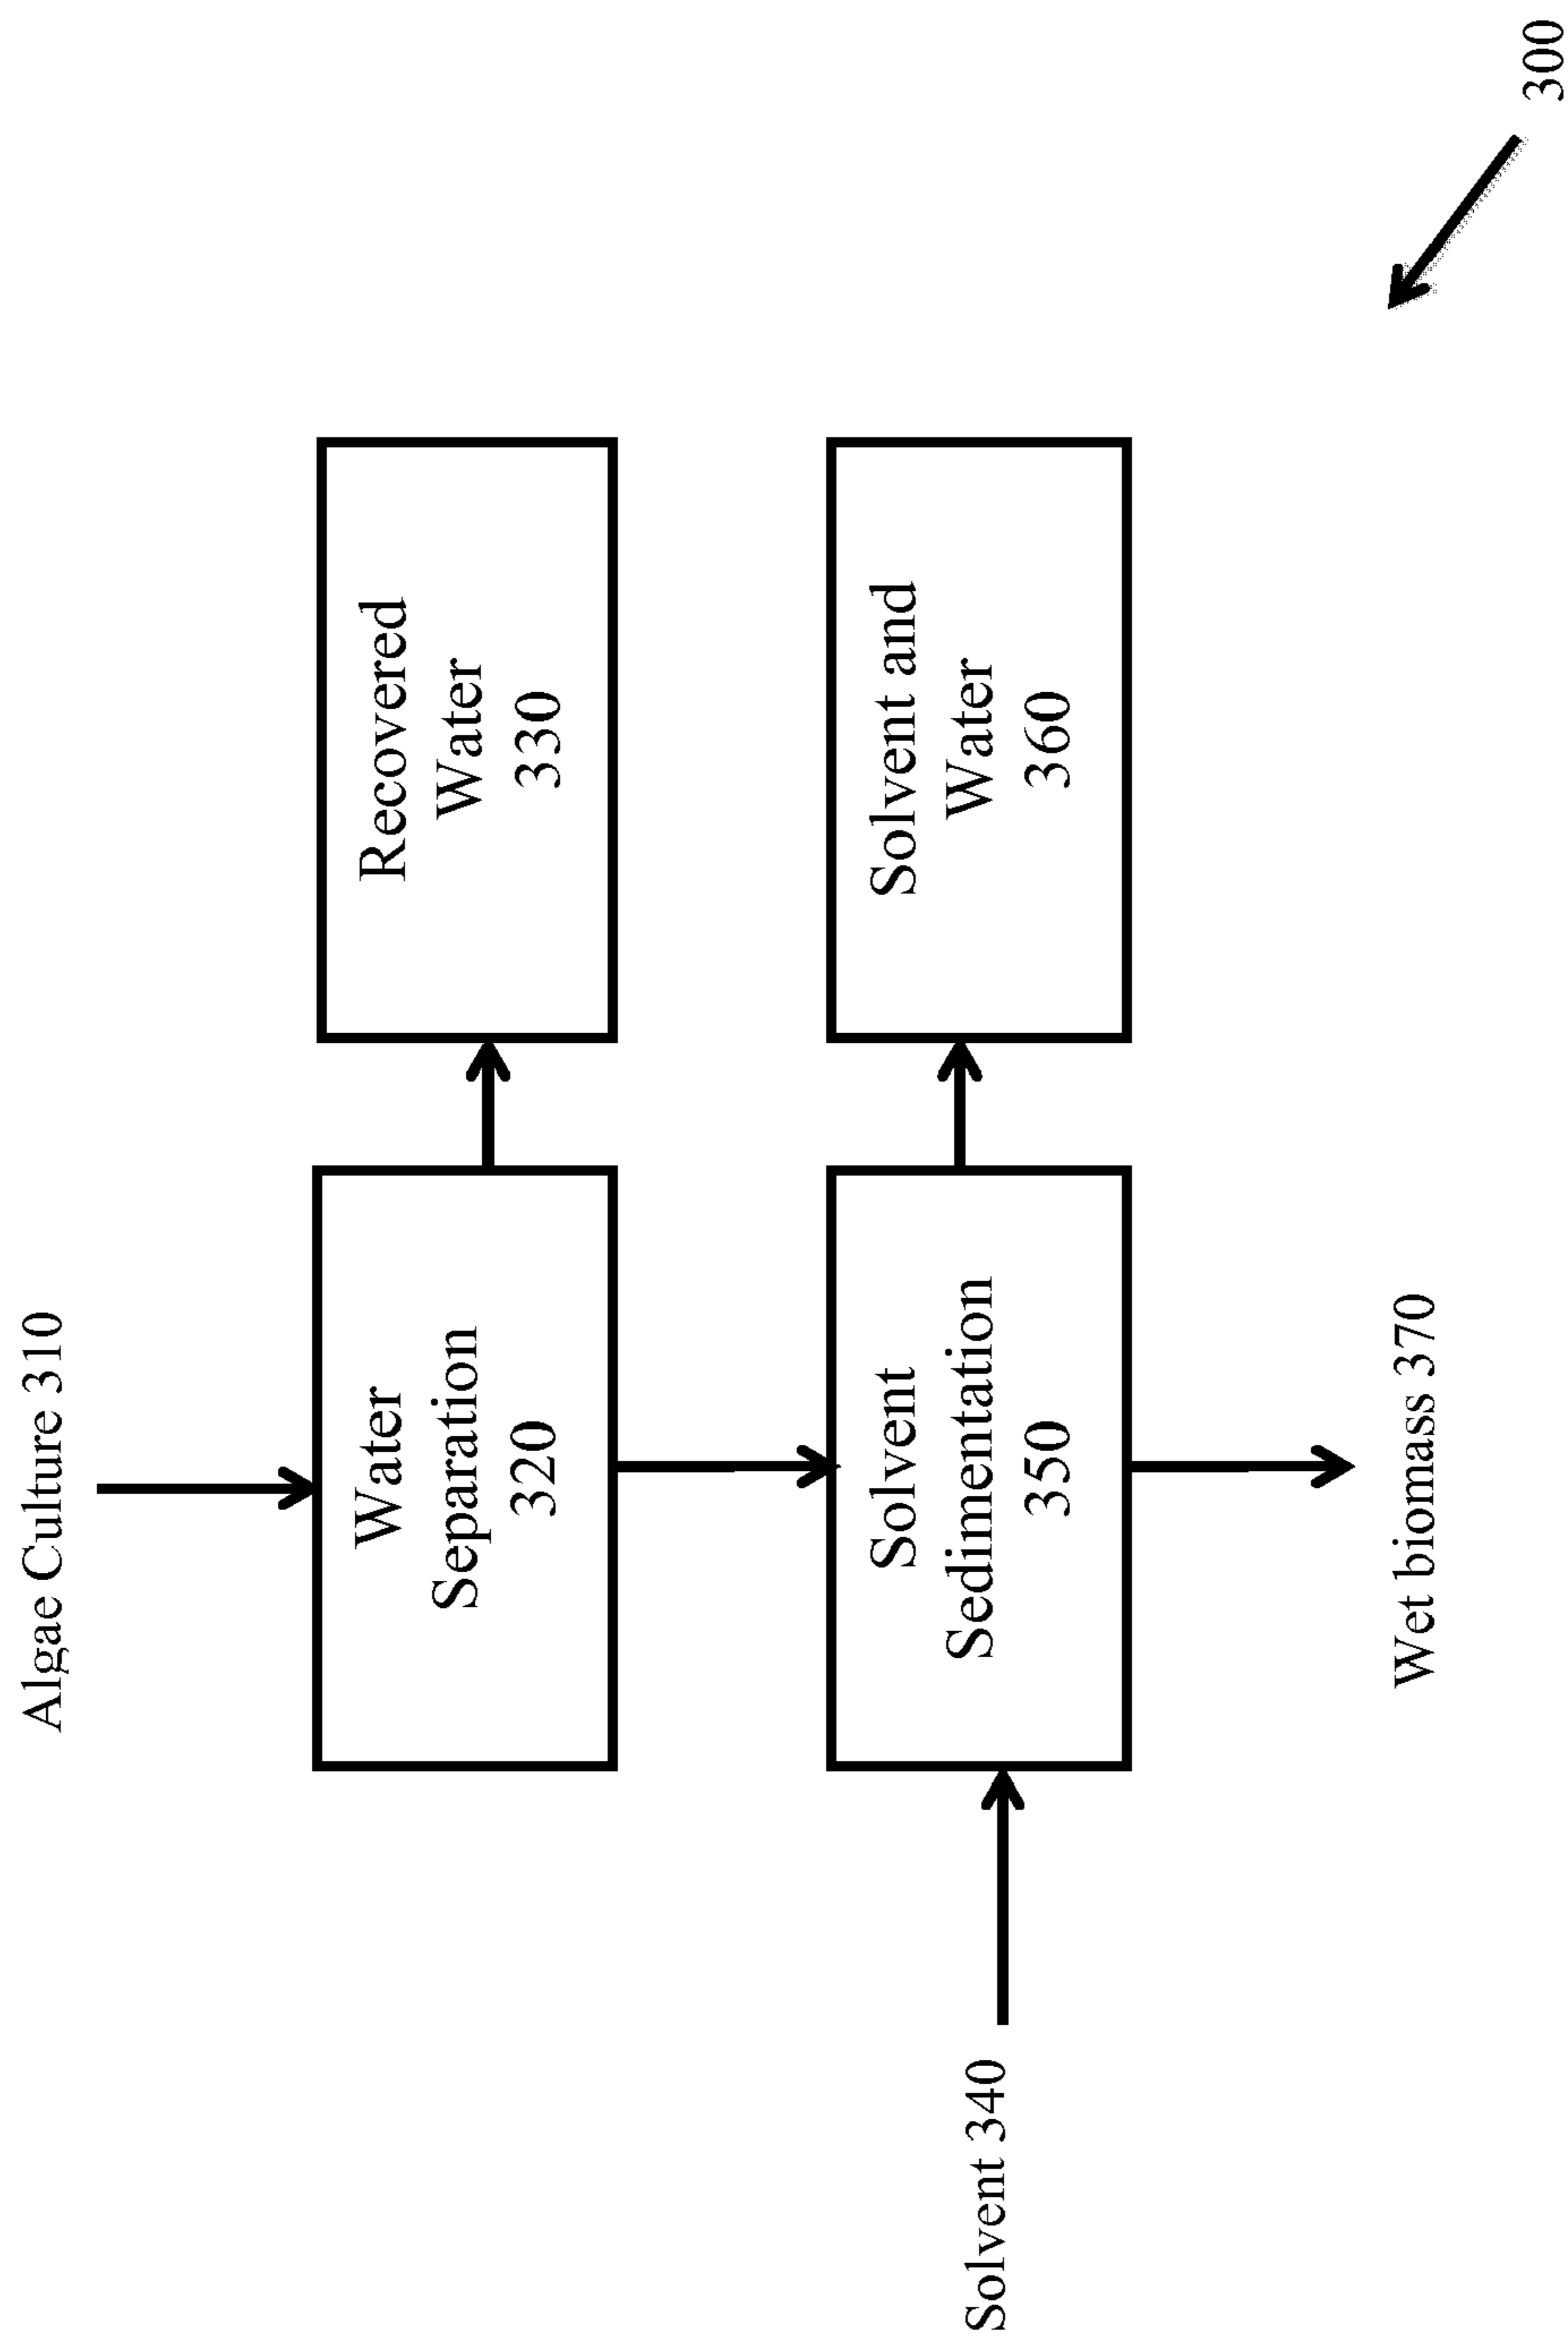 Algae Culture 310
Water
Separation
320
Recovered
Water
330
Solvent 340
Solvent
Sedimentation
350
Solvent and
Water
360
Wet biomass 370
300